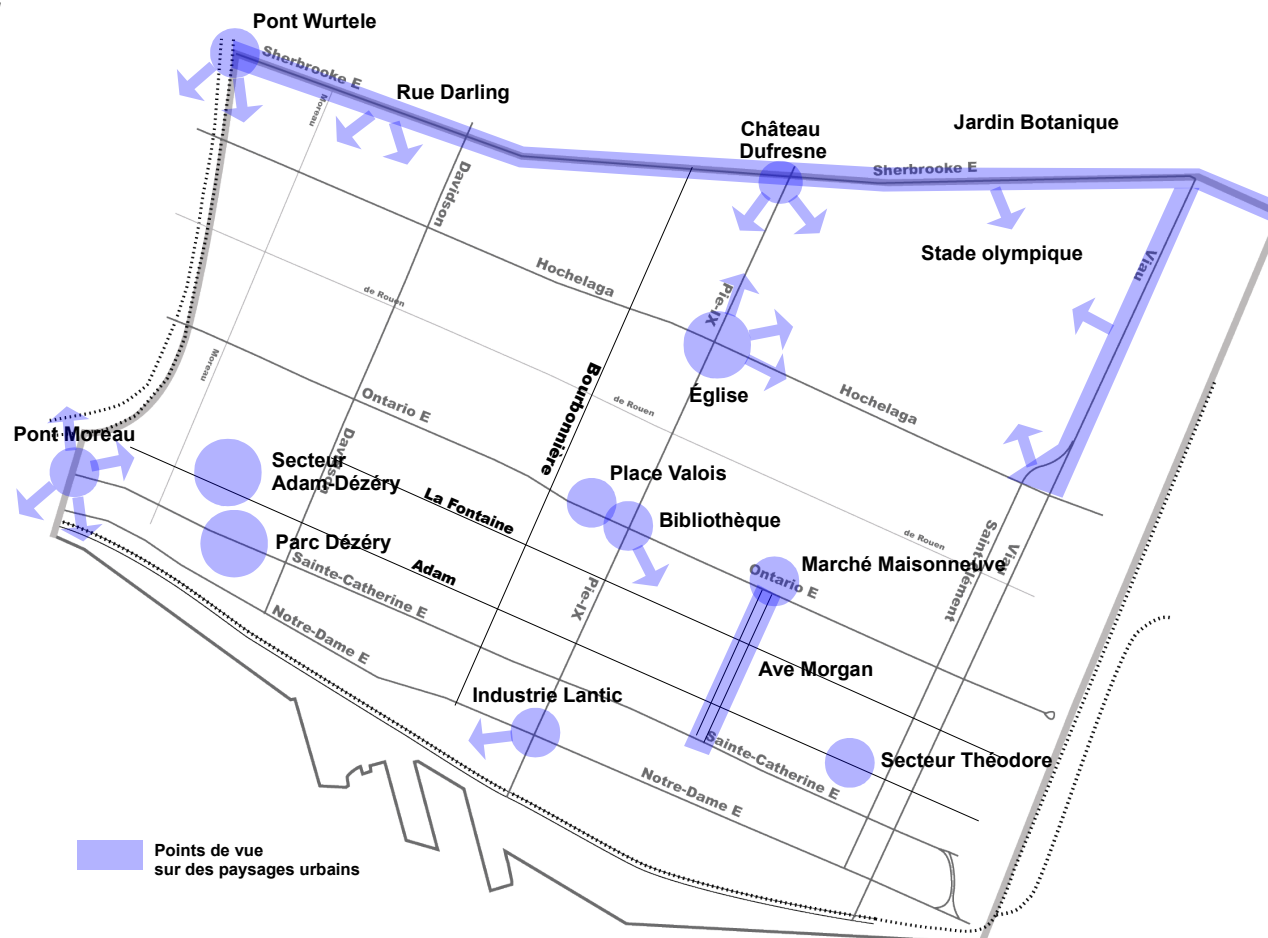 Pont Wurtele
Sherbrooke E
Rue Darling
Moreau
Château
Dufresne
Jardin Botanique
Sherbrooke E
Davidson
Stade olympique
Viau
Hochelaga
Pie-IX
de Rouen
Moreau
Bourbonnière
Église
Hochelaga
de Rouen
Ontario E
Pont Moreau
Davidson
Secteur
Adam-Dézéry
La Fontaine
Place Valois
Bibliothèque
de Rouen
Saint-Clément
Viau
Parc Dézéry
Adam
Sainte-Catherine E
Marché Maisonneuve
Ontario E
Pie-IX
Notre-Dame E
Ave Morgan
Industrie Lantic
Sainte-Catherine E
Secteur Théodore
Notre-Dame E
Points de vue
sur des paysages urbains